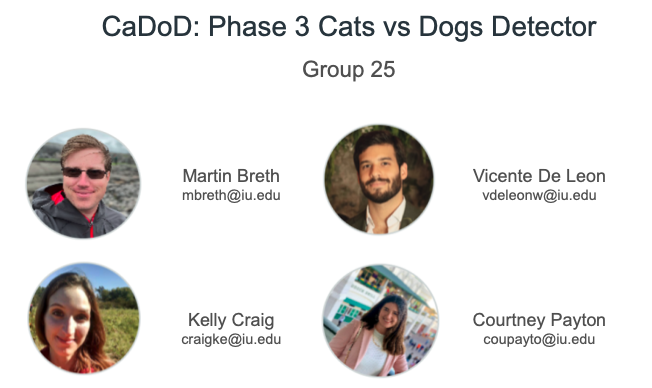 CaDoD: Phase 3 Cats vs Dogs Detector
Group 25
Martin Breth
mbreth@iu.edu
Vicente De Leon
vdeleonw@iu.edu
Kelly Craig
craigke@iu.edu
Courtney Payton
coupayto@iu.edu